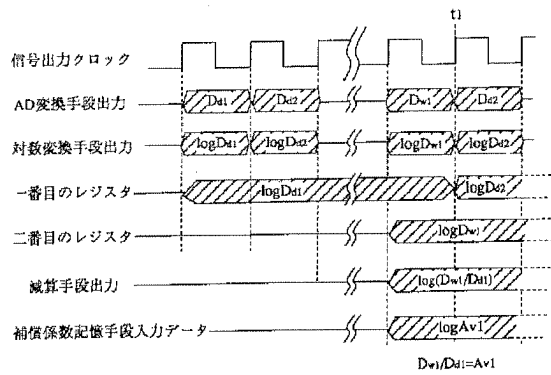 t1
信号出力クロック
AD変換手段出力 Dd1 Dd2 Dw1 Dd2
対数変換手段出力 logDd1 logDd2 logDw1 logDd2
一番目のレジスタ logDd1 logDd2
二番目のレジスタ logDw1
減算手段出力 log(Dw1/Dd1)
補償係数記憶手段入力データ logAv1
Dw1/Dd1=Av1